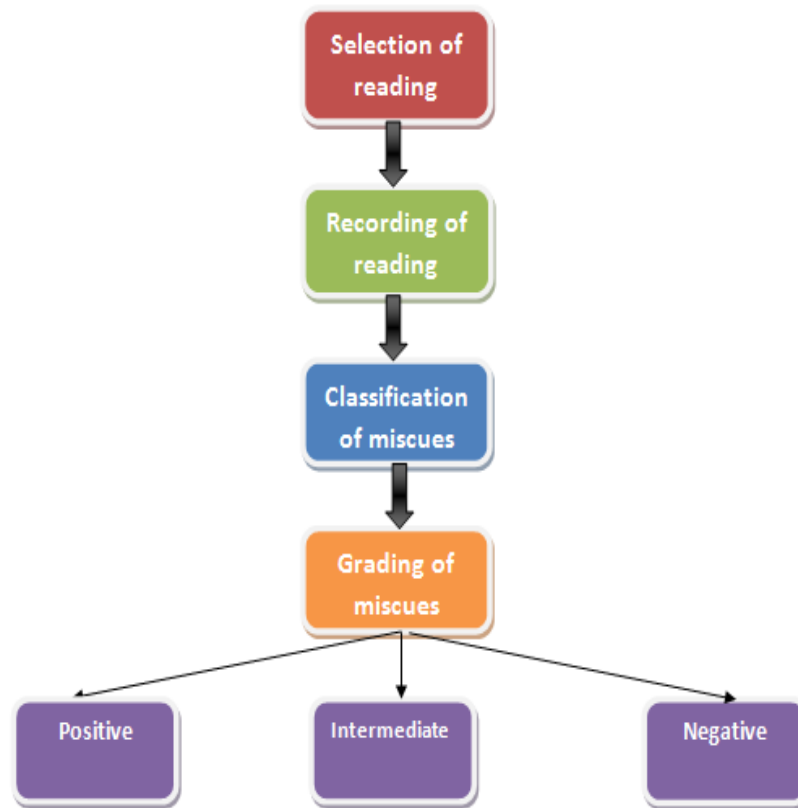 Selection of
reading
Recording of
reading
Classification
of miscues
Grading of
miscues
Positive
Intermediate
Negative